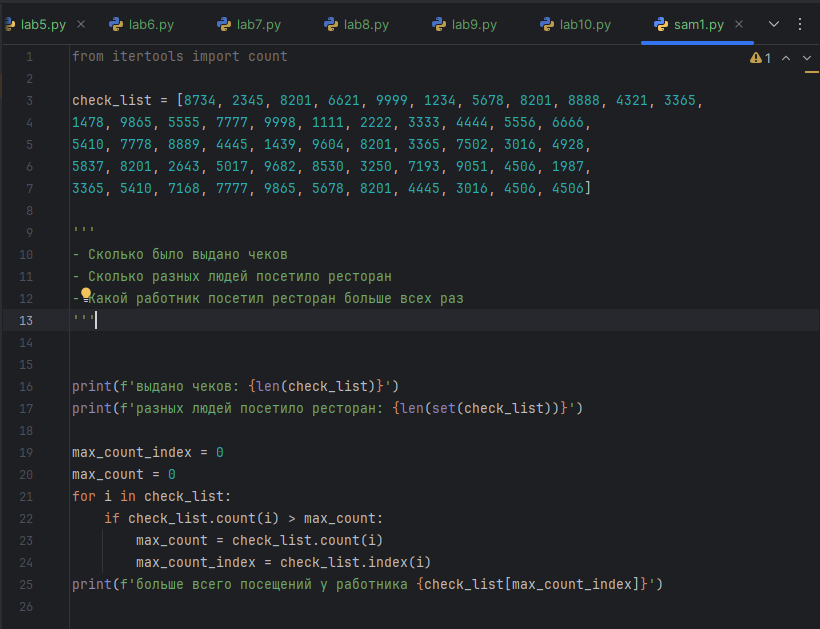 lab5.py lab6.py lab7.py lab8.py lab9.py lab10.py sam1.py
1 from itertools import count 1
2
3 check_list = [8734, 2345, 8201, 6621, 9999, 1234, 5678, 8201, 8888, 4321, 3365,
4 1478, 9865, 5555, 7777, 9998, 1111, 2222, 3333, 4444, 5556, 6666,
5 5410, 7778, 8889, 4445, 1439, 9604, 8201, 3365, 7502, 3016, 4928,
6 5837, 8201, 2643, 5017, 9682, 8530, 3250, 7193, 9051, 4506, 1987,
7 3365, 5410, 7168, 7777, 9865, 5678, 8201, 4445, 3016, 4506, 4506]
8
9 '''
10 - Сколько было выдано чеков
11 - Сколько разных людей посетило ресторан
12 - Какой работник посетил ресторан больше всех раз
13 '''
14
15
16 print(f'выдано чеков: {len(check_list)}')
17 print(f'разных людей посетило ресторан: {len(set(check_list))}')
18
19 max_count_index = 0
20 max_count = 0
21 for i in check_list:
22 if check_list.count(i) > max_count:
23 max_count = check_list.count(i)
24 max_count_index = check_list.index(i)
25 print(f'больше всего посещений у работника {check_list[max_count_index]}')
26